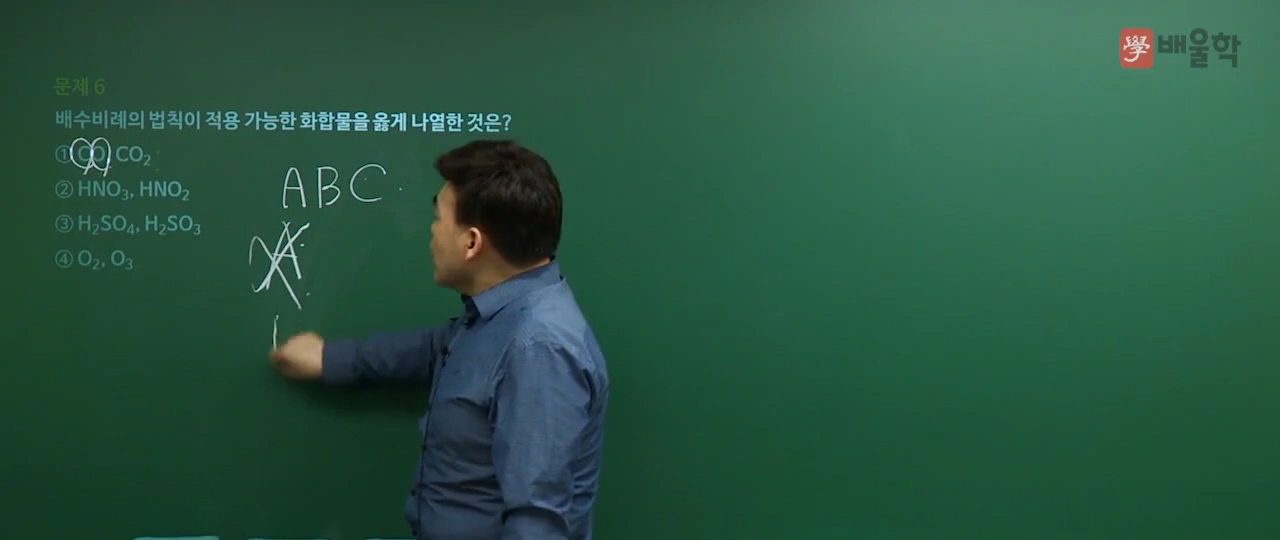 學 배울학
문제 6
배수비례의 법칙이 적용 가능한 화합물을 옳게 나열한 것은?
① CO, CO₂
② HNO₃, HNO₂
③ H₂SO₄, H₂SO₃
④ O₂, O₃
A B C
A